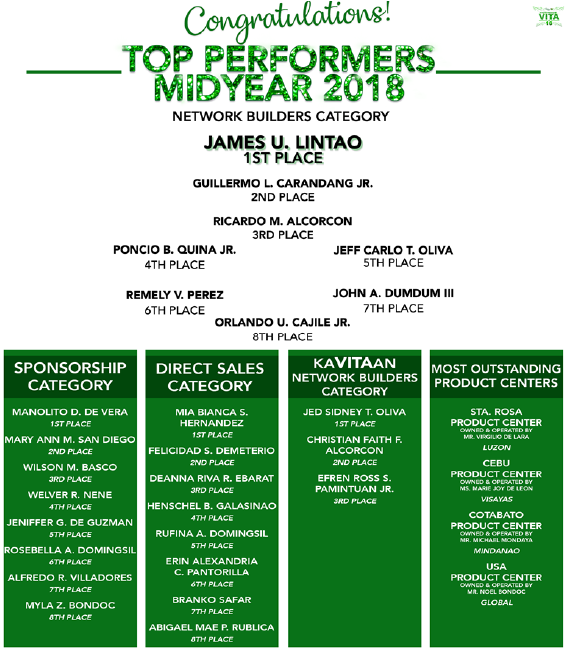 Congratulations!
VITA
TOP PERFORMERS
MIDYEAR 2018
NETWORK BUILDERS CATEGORY
JAMES U. LINTAO
1ST PLACE
GUILLERMO L. CARANDANG JR.
2ND PLACE
RICARDO M. ALCORCON
3RD PLACE
PONCIO B. QUINA JR.
4TH PLACE
JEFF CARLO T. OLIVA
5TH PLACE
REMELY V. PEREZ
6TH PLACE
JOHN A. DUMDUM III
7TH PLACE
ORLANDO U. CAJILE JR.
8TH PLACE
SPONSORSHIP
CATEGORY
MANOLITO D. DE VERA
1ST PLACE
MARY ANN M. SAN DIEGO
2ND PLACE
WILSON M. BASCO
3RD PLACE
WELVER R. NENE
4TH PLACE
JENIFFER G. DE GUZMAN
5TH PLACE
ROSEBELLA A. DOMINGSIL
6TH PLACE
ALFREDO R. VILLADORES
7TH PLACE
MYLA Z. BONDOC
8TH PLACE
DIRECT SALES
CATEGORY
MIA BIANCA S.
HERNANDEZ
1ST PLACE
FELICIDAD S. DEMETERIO
2ND PLACE
DEANNA RIVA R. EBARAT
3RD PLACE
HENSCHEL B. GALASINAO
4TH PLACE
RUFINA A. DOMINGSIL
5TH PLACE
ERIN ALEXANDRIA
C. PANTORILLA
6TH PLACE
BRANKO SAFAR
7TH PLACE
ABIGAEL MAE P. RUBLICA
8TH PLACE
KAVITAAN
NETWORK BUILDERS
CATEGORY
JED SIDNEY T. OLIVA
1ST PLACE
CHRISTIAN FAITH F.
ALCORCON
2ND PLACE
EFREN ROSS S.
PAMINTUAN JR.
3RD PLACE
MOST OUTSTANDING
PRODUCT CENTERS
STA. ROSA
PRODUCT CENTER
OWNED & OPERATED BY
MR. VIRGILIO DE LARA
LUZON
CEBU
PRODUCT CENTER
OWNED & OPERATED BY
MS. MARIE JOY DE LEON
VISAYAS
COTABATO
PRODUCT CENTER
OWNED & OPERATED BY
MR. MICHAEL MONDAYA
MINDANAO
USA
PRODUCT CENTER
OWNED & OPERATED BY
MR. NOEL BONDOC
GLOBAL